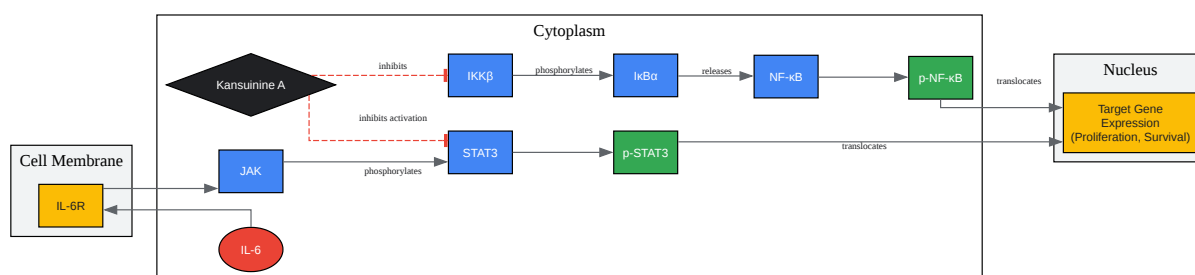 Cytoplasm
Kansuinine A
inhibits
IKKβ
phosphorylates
IκBα
releases
NF-κB
p-NF-κB
translocates
Nucleus
Target Gene
Expression
(Proliferation, Survival)
inhibits activation
STAT3
p-STAT3
translocates
Cell Membrane
JAK
phosphorylates
IL-6R
IL-6